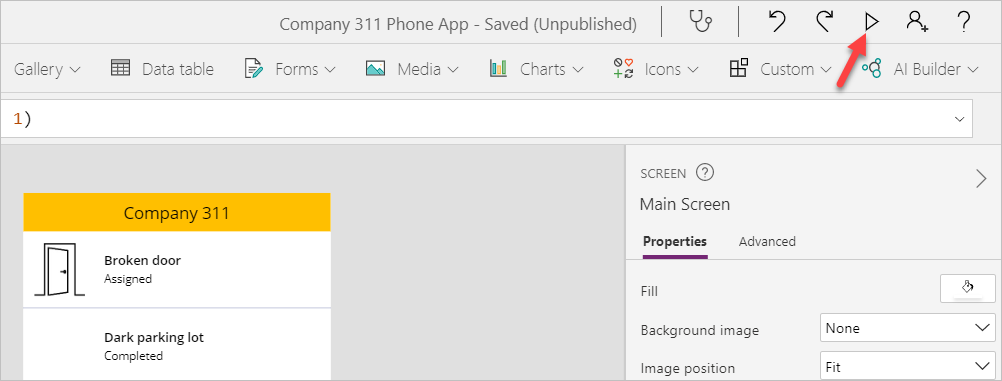 Company 311 Phone App - Saved (Unpublished)
?
Gallery Data table Forms Media Charts Icons Custom AI Builder
1)
SCREEN ?
Main Screen
Properties Advanced
Company 311
Broken door
Assigned
Dark parking lot
Completed
Fill
Background image None
Image position Fit